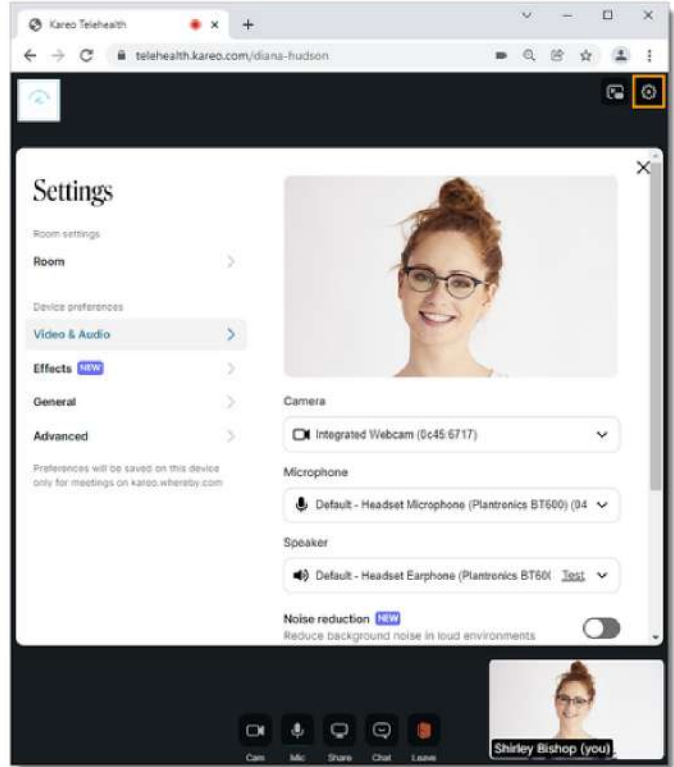 Kareo Telehealth
telehealth.kareo.com/diana-hudson
Settings
Room settings
Room
Device preferences
Video & Audio
Effects NEW
General
Advanced
Preferences will be saved on this device
only for meetings on kareo.whereby.com
Camera
Integrated Webcam (0c45:6717)
Microphone
Default - Headset Microphone (Plantronics BT600) (04
Speaker
Default - Headset Earphone (Plantronics BT60( Test
Noise reduction NEW
Reduce background noise in loud environments
Shirley Bishop (you)
Cam Mic Share Chat Leave